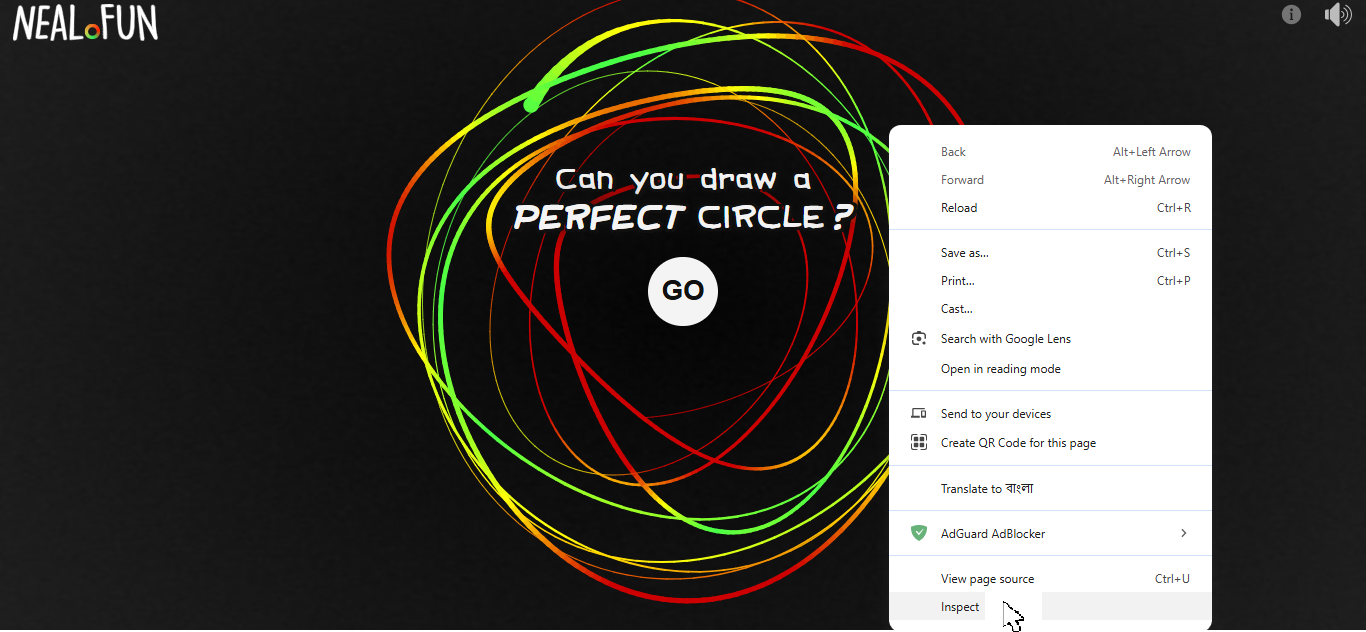 NEAL.FUN
Can you draw a
PERFECT CIRCLE?
GO
Back Alt+Left Arrow
Forward Alt+Right Arrow
Reload Ctrl+R
Save as... Ctrl+S
Print... Ctrl+P
Cast...
Search with Google Lens
Open in reading mode
Send to your devices
Create QR Code for this page
Translate to বাংলা
AdGuard AdBlocker
View page source Ctrl+U
Inspect